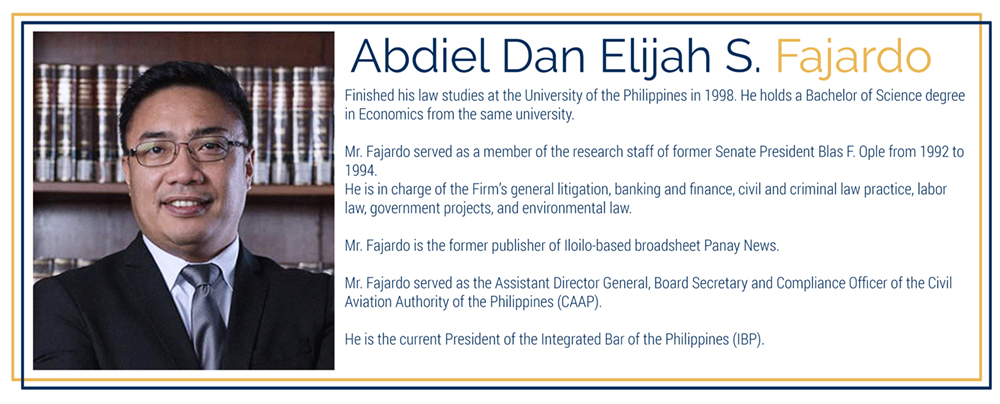 Abdiel Dan Elijah S. Fajardo
Finished his law studies at the University of the Philippines in 1998. He holds a Bachelor of Science degree
in Economics from the same university.
Mr. Fajardo served as a member of the research staff of former Senate President Blas F. Ople from 1992 to
1994.
He is in charge of the Firm's general litigation, banking and finance, civil and criminal law practice, labor
law, government projects, and environmental law.
Mr. Fajardo is the former publisher of Iloilo-based broadsheet Panay News.
Mr. Fajardo served as the Assistant Director General, Board Secretary and Compliance Officer of the Civil
Aviation Authority of the Philippines (CAAP).
He is the current President of the Integrated Bar of the Philippines (IBP).